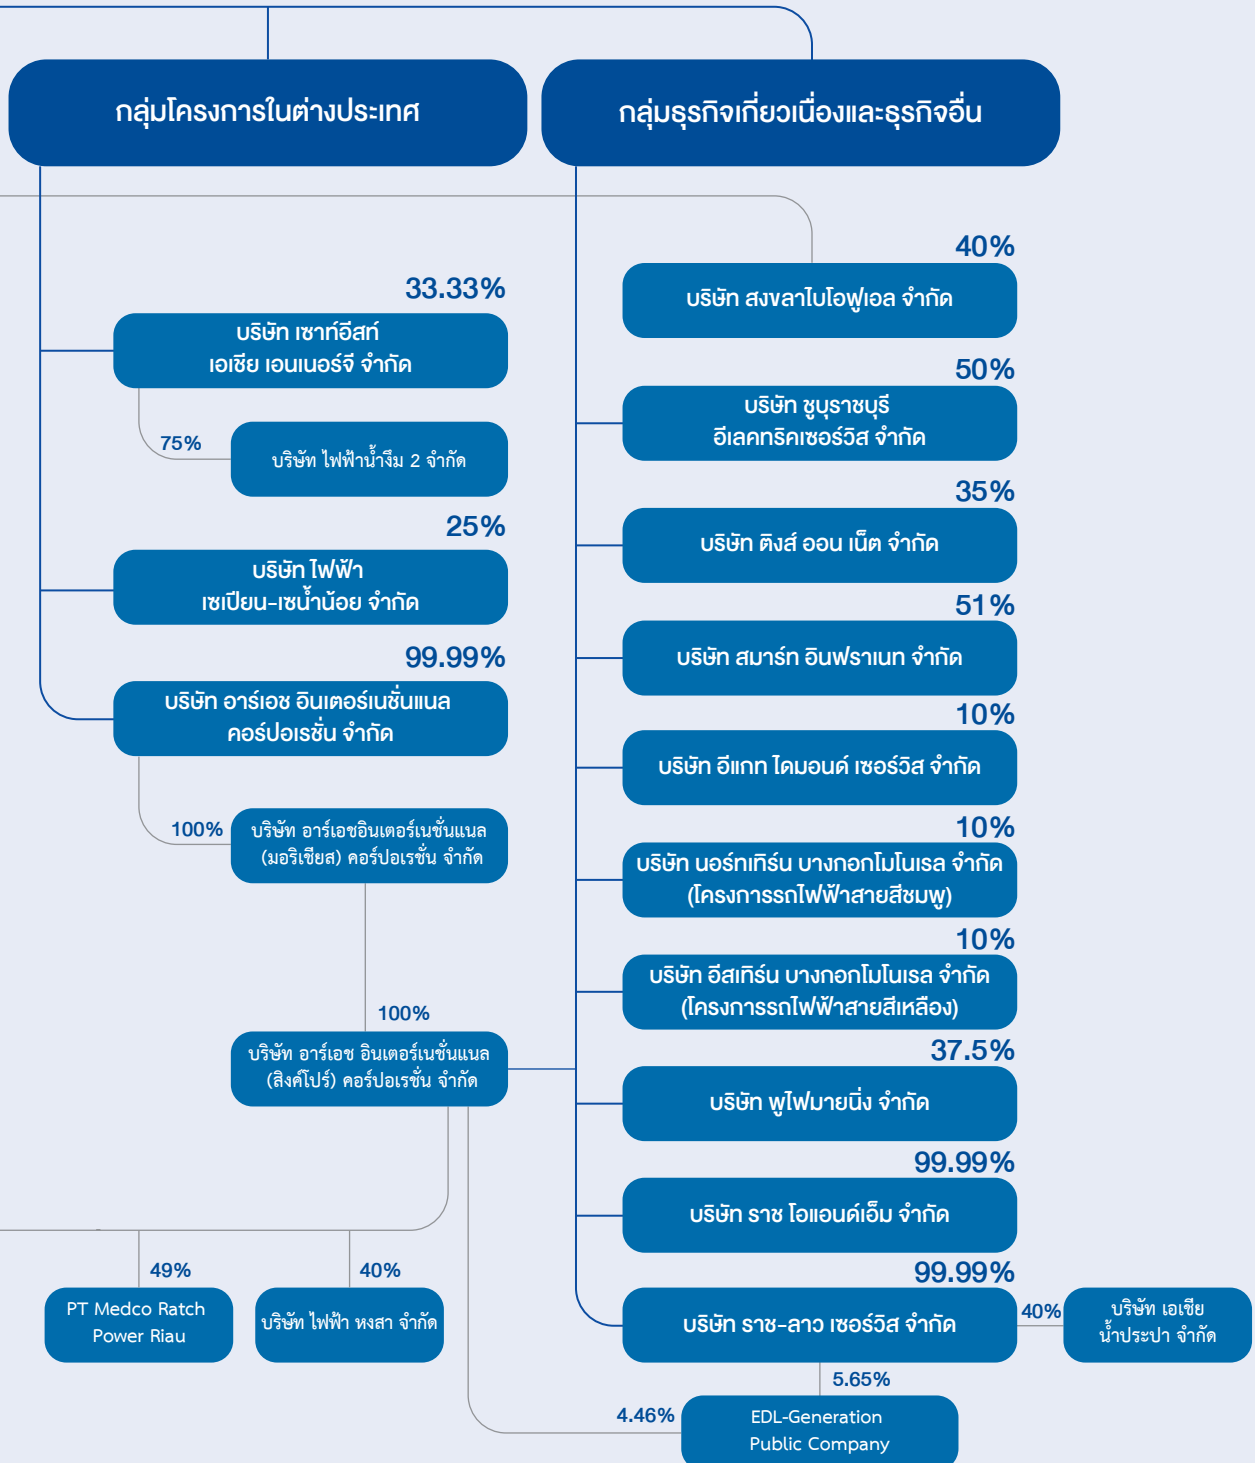 กลุ่มโครงการในต่างประเทศ
33.33%
บริษัท เซาท์อีสท์
เอเชีย เอนเนอร์จี จำกัด
75%
บริษัท ไฟฟ้าน้ำงึม 2 จำกัด
25%
บริษัท ไฟฟ้า
เซเปียน-เซน้ำน้อย จำกัด
99.99%
บริษัท อาร์เอช อินเตอร์เนชั่นแนล
คอร์ปอเรชั่น จำกัด
100%
บริษัท อาร์เอชอินเตอร์เนชั่นแนล
(มอริเชียส) คอร์ปอเรชั่น จำกัด
100%
บริษัท อาร์เอช อินเตอร์เนชั่นแนล
(สิงค์โปร์) คอร์ปอเรชั่น จำกัด
49%
PT Medco Ratch
Power Riau
40%
บริษัท ไฟฟ้า หงสา จำกัด
กลุ่มธุรกิจเกี่ยวเนื่องและธุรกิจอื่น
40%
บริษัท สงขลาไบโอฟูเอล จำกัด
50%
บริษัท ชูบุราชบุรี
อีเลคทริคเซอร์วิส จำกัด
35%
บริษัท ติงส์ ออน เน็ต จำกัด
51%
บริษัท สมาร์ท อินฟราเนท จำกัด
10%
บริษัท อีแกท ไดมอนด์ เซอร์วิส จำกัด
10%
บริษัท นอร์ทเทิร์น บางกอกโมโนเรล จำกัด
(โครงการรถไฟฟ้าสายสีชมพู)
10%
บริษัท อีสเทิร์น บางกอกโมโนเรล จำกัด
(โครงการรถไฟฟ้าสายสีเหลือง)
37.5%
บริษัท พูไฟมายนิ่ง จำกัด
99.99%
บริษัท ราช โอแอนด์เอ็ม จำกัด
99.99%
บริษัท ราช-ลาว เซอร์วิส จำกัด
40%
บริษัท เอเชีย
น้ำประปา จำกัด
5.65%
4.46%
EDL-Generation
Public Company